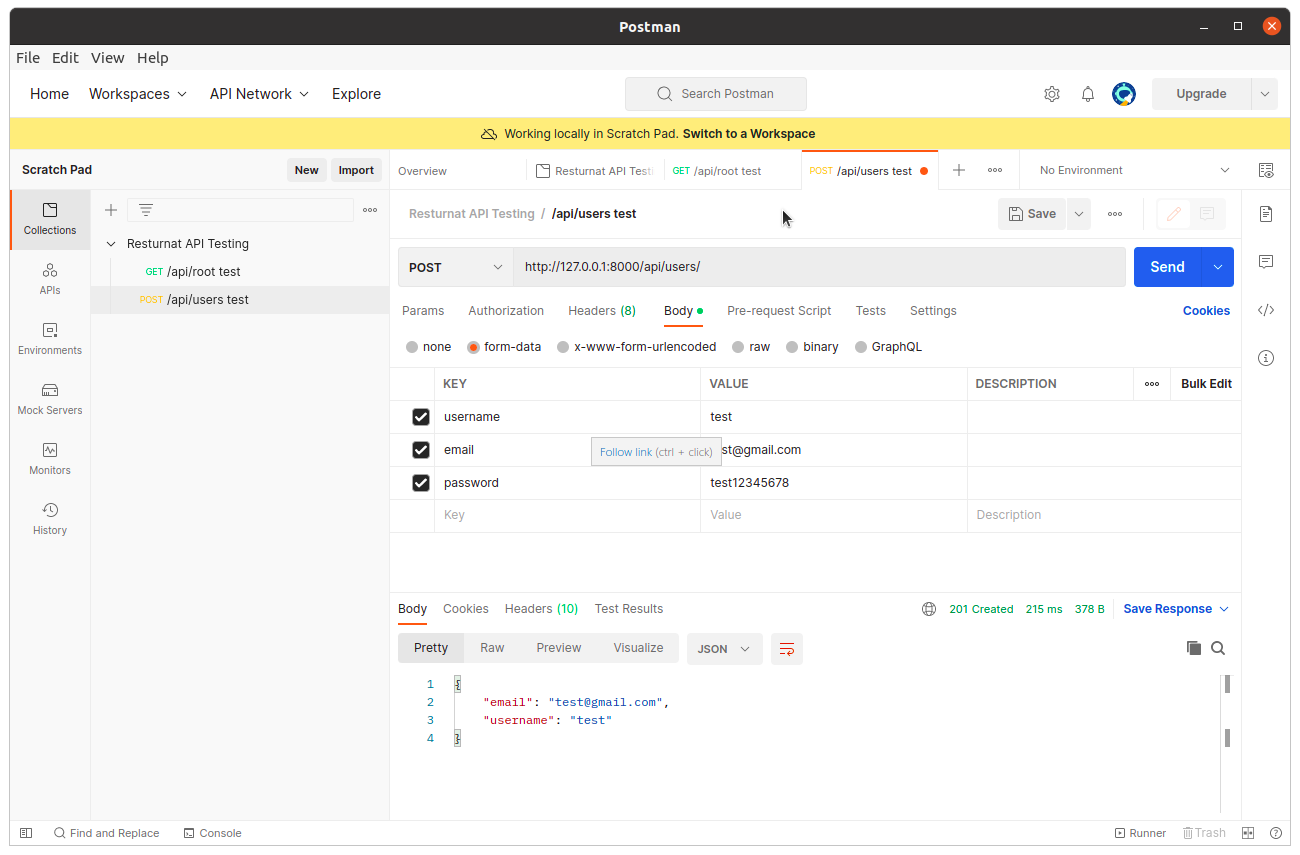 Postman
File Edit View Help
Home Workspaces API Network Explore Search Postman Upgrade
Working locally in Scratch Pad. Switch to a Workspace
Scratch Pad New Import
Overview Resturnat API Testi GET /api/root test POST /api/users test No Environment
Collections
APIs
Environments
Mock Servers
Monitors
History
Resturnat API Testing
GET /api/root test
POST /api/users test
Resturnat API Testing / /api/users test Save
POST http://127.0.0.1:8000/api/users/ Send
Params Authorization Headers (8) Body Pre-request Script Tests Settings Cookies
none form-data x-www-form-urlencoded raw binary GraphQL
KEY VALUE DESCRIPTION Bulk Edit
username test
email st@gmail.com
Follow link (ctrl + click)
password test12345678
Key Value Description
Body Cookies Headers (10) Test Results 201 Created 215 ms 378 B Save Response
Pretty Raw Preview Visualize JSON
1 {
2 "email": "test@gmail.com",
3 "username": "test"
4 }
Find and Replace Console Runner Trash